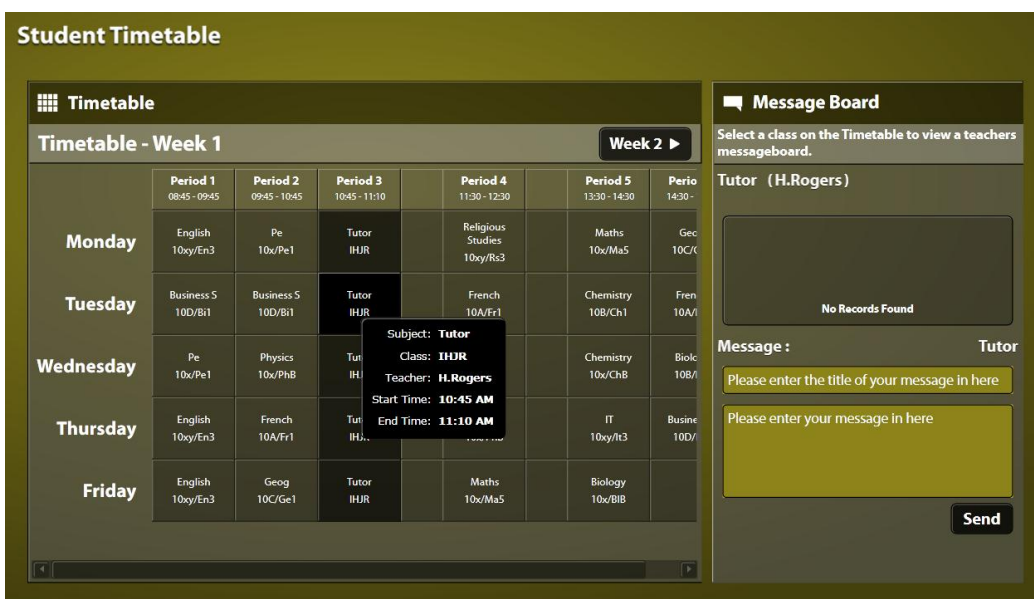 Student Timetable
Timetable
Timetable - Week 1
Week 2
Period 1 Period 2 Period 3 Period 4 Period 5
08:45 - 09:45 09:45 - 10:45 10:45 - 11:10 11:30 - 12:30 13:30 - 14:30 14:30 -
Monday
English Pe Tutor Religious Studies Maths
10xy/En3 10x/Pe1 IHJR 10xy/Rs3 10x/Ma5
Tuesday
Business S Business S Tutor French Chemistry
10D/Bi1 10D/Bi1 IHJR 10A/Fr1 10B/Ch1
Wednesday
Pe Physics Chemistry
10x/Pe1 10x/PhB 10x/ChB
Thursday
English French IT
10xy/En3 10A/Fr1 10xy/It3
Friday
English Geog Tutor Maths Biology
10xy/En3 10C/Ge1 IHJR 10x/Ma5 10x/BIB
Subject: Tutor
Class: IHJR
Teacher: H.Rogers
Start Time: 10:45 AM
End Time: 11:10 AM
Message Board
Select a class on the Timetable to view a teachers
messageboard.
Tutor (H.Rogers)
No Records Found
Message : Tutor
Please enter the title of your message in here
Please enter your message in here
Send